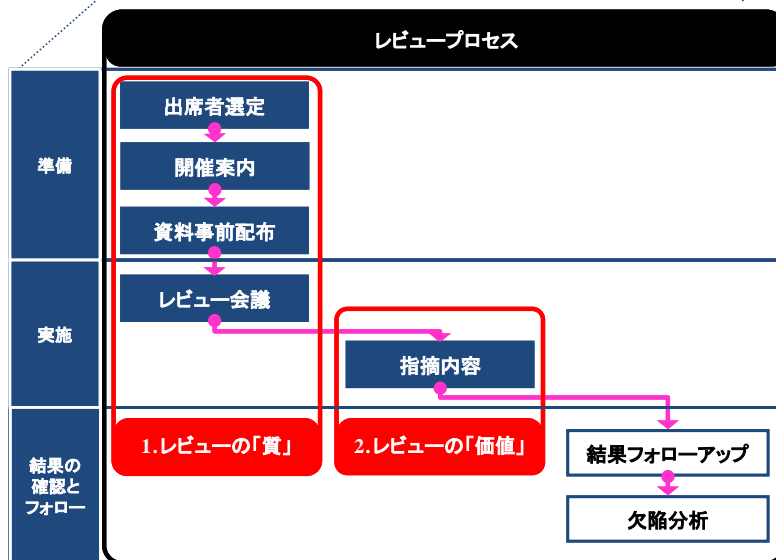 レビュープロセス
準備
出席者選定
開催案内
資料事前配布
実施
レビュー会議
指摘内容
1.レビューの「質」
2.レビューの「価値」
結果の
確認と
フォロー
結果フォローアップ
欠陥分析